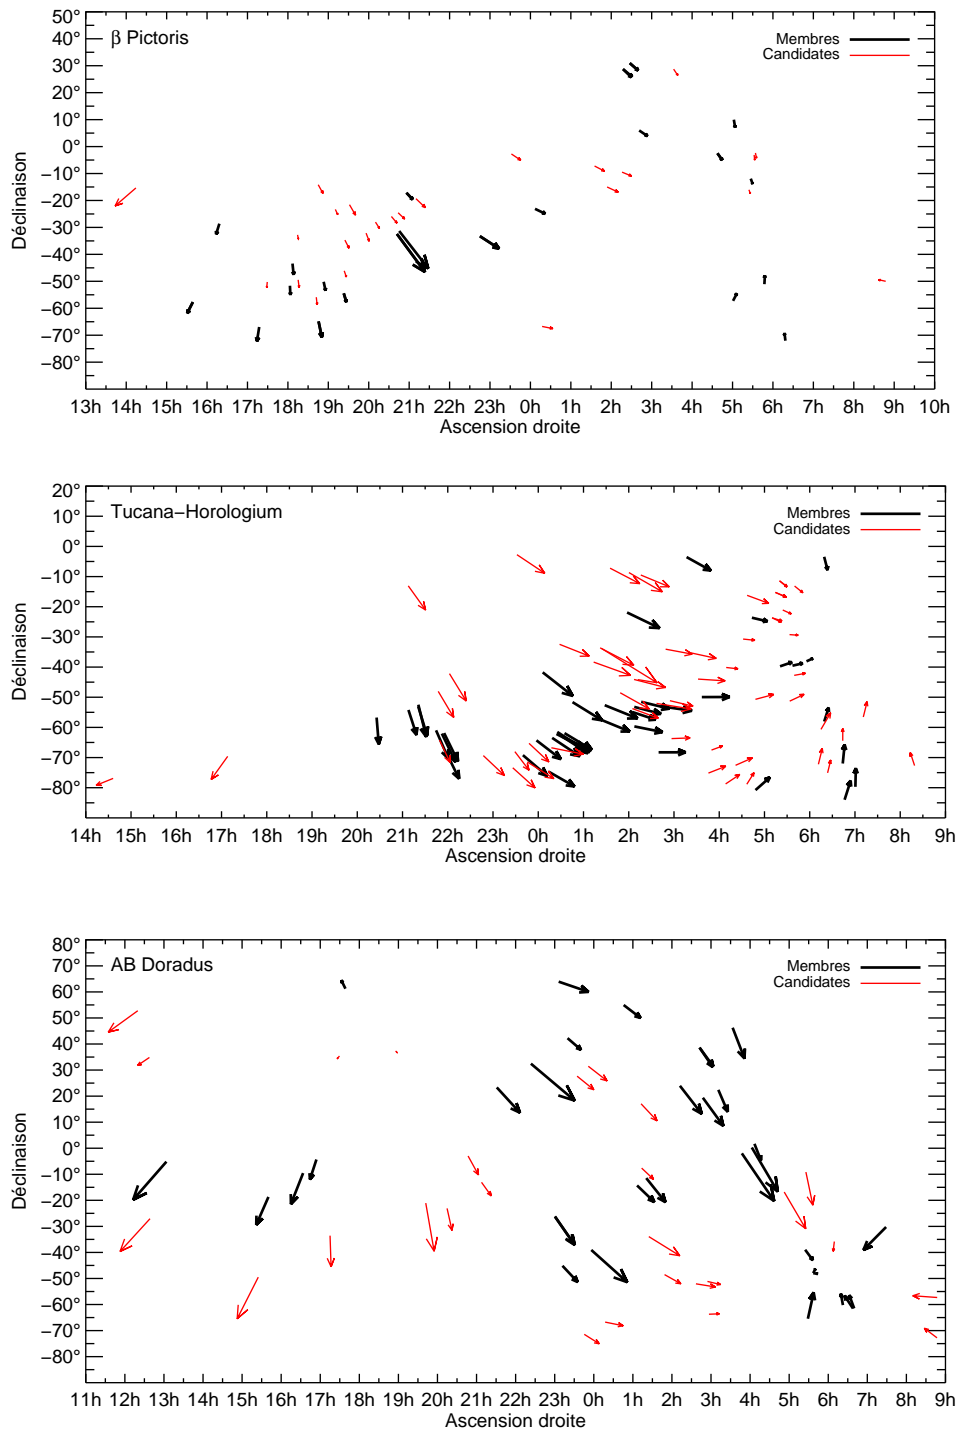 β Pictoris
Membres
Candidates
50°
40°
30°
20°
10°
0°
−10°
−20°
−30°
−40°
−50°
−60°
−70°
−80°
Déclinaison
13h 14h 15h 16h 17h 18h 19h 20h 21h 22h 23h 0h 1h 2h 3h 4h 5h 6h 7h 8h 9h 10h
Ascension droite
Tucana−Horologium
Membres
Candidates
20°
10°
0°
−10°
−20°
−30°
−40°
−50°
−60°
−70°
−80°
Déclinaison
14h 15h 16h 17h 18h 19h 20h 21h 22h 23h 0h 1h 2h 3h 4h 5h 6h 7h 8h 9h
Ascension droite
AB Doradus
Membres
Candidates
80°
70°
60°
50°
40°
30°
20°
10°
0°
−10°
−20°
−30°
−40°
−50°
−60°
−70°
−80°
Déclinaison
11h 12h 13h 14h 15h 16h 17h 18h 19h 20h 21h 22h 23h 0h 1h 2h 3h 4h 5h 6h 7h 8h 9h
Ascension droite